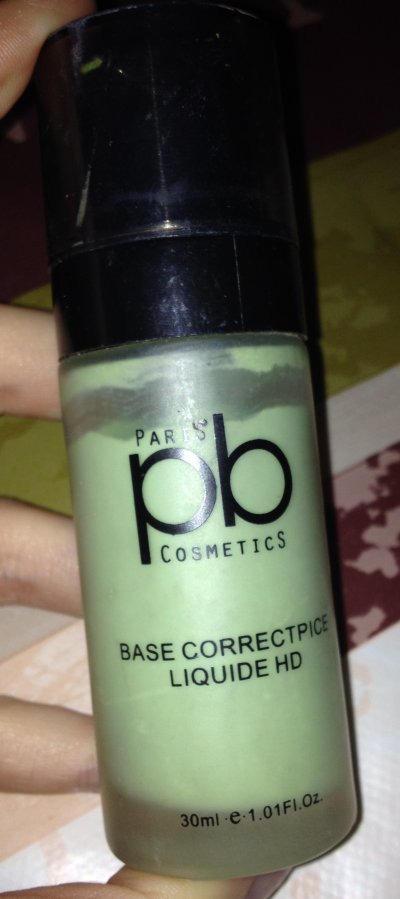 PARIS
pb
COSMETICS
BASE CORRECTPICE
LIQUIDE HD
30ml ·e·1.01Fl.Oz.